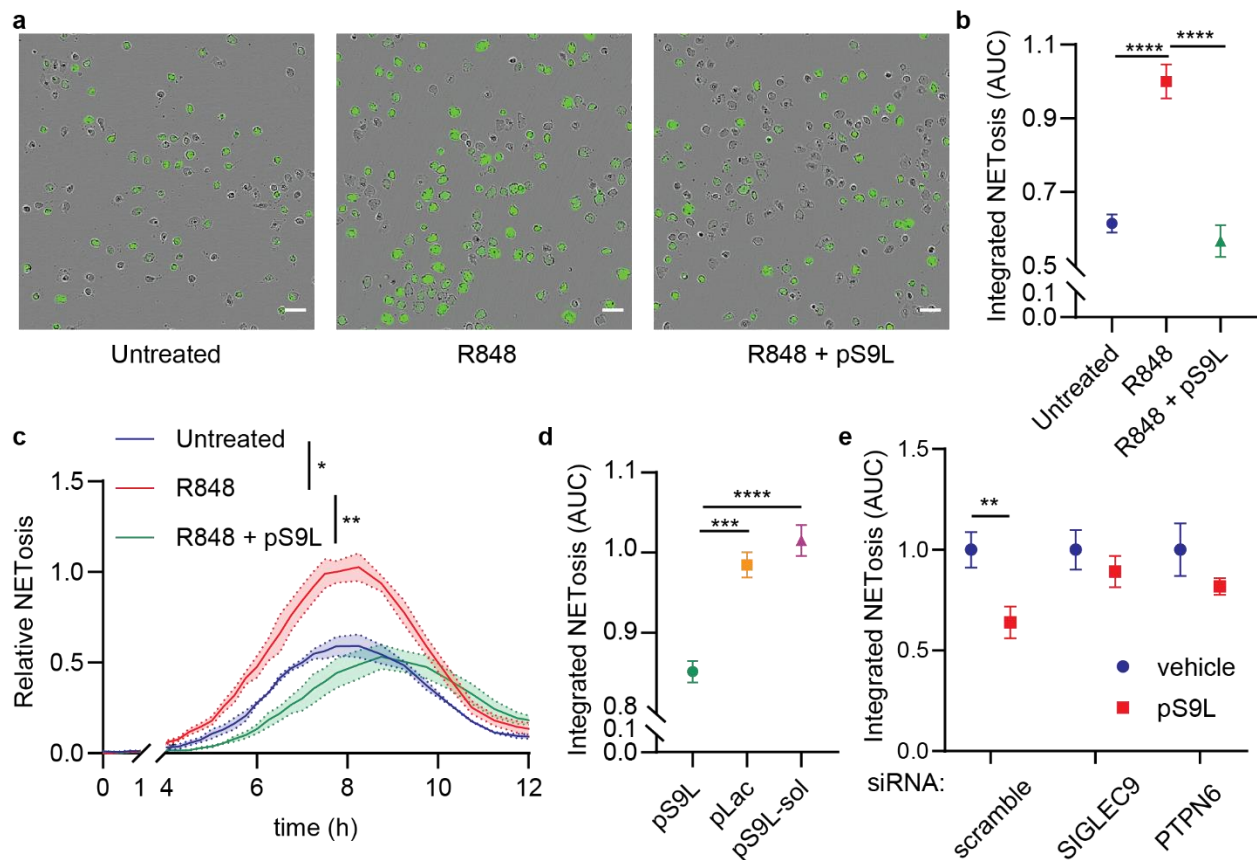 a
Untreated
R848
R848 + pS9L
b
Integrated NETosis (AUC)
1.1
0.9
0.7
0.5
0.1
0.0
****
****
Untreated
R848
R848 + pS9L
c
Untreated
R848
R848 + pS9L
*
**
Relative NETosis
1.5
1.0
0.5
0.0
0
1
4
6
8
10
12
time (h)
d
Integrated NETosis (AUC)
1.1
1.0
0.9
0.8
0.1
0.0
****
***
pS9L
pLac
pS9L-sol
e
Integrated NETosis (AUC)
1.5
1.0
0.5
0.0
**
vehicle
pS9L
siRNA:
scramble
SIGLEC9
PTPN6